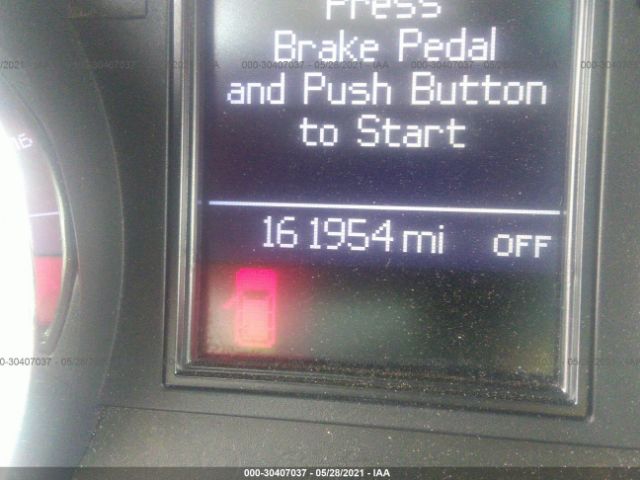 Press
Brake Pedal
and Push Button
to Start
161954 mi OFF
000-30407037 - 05/28/2021 - IAA